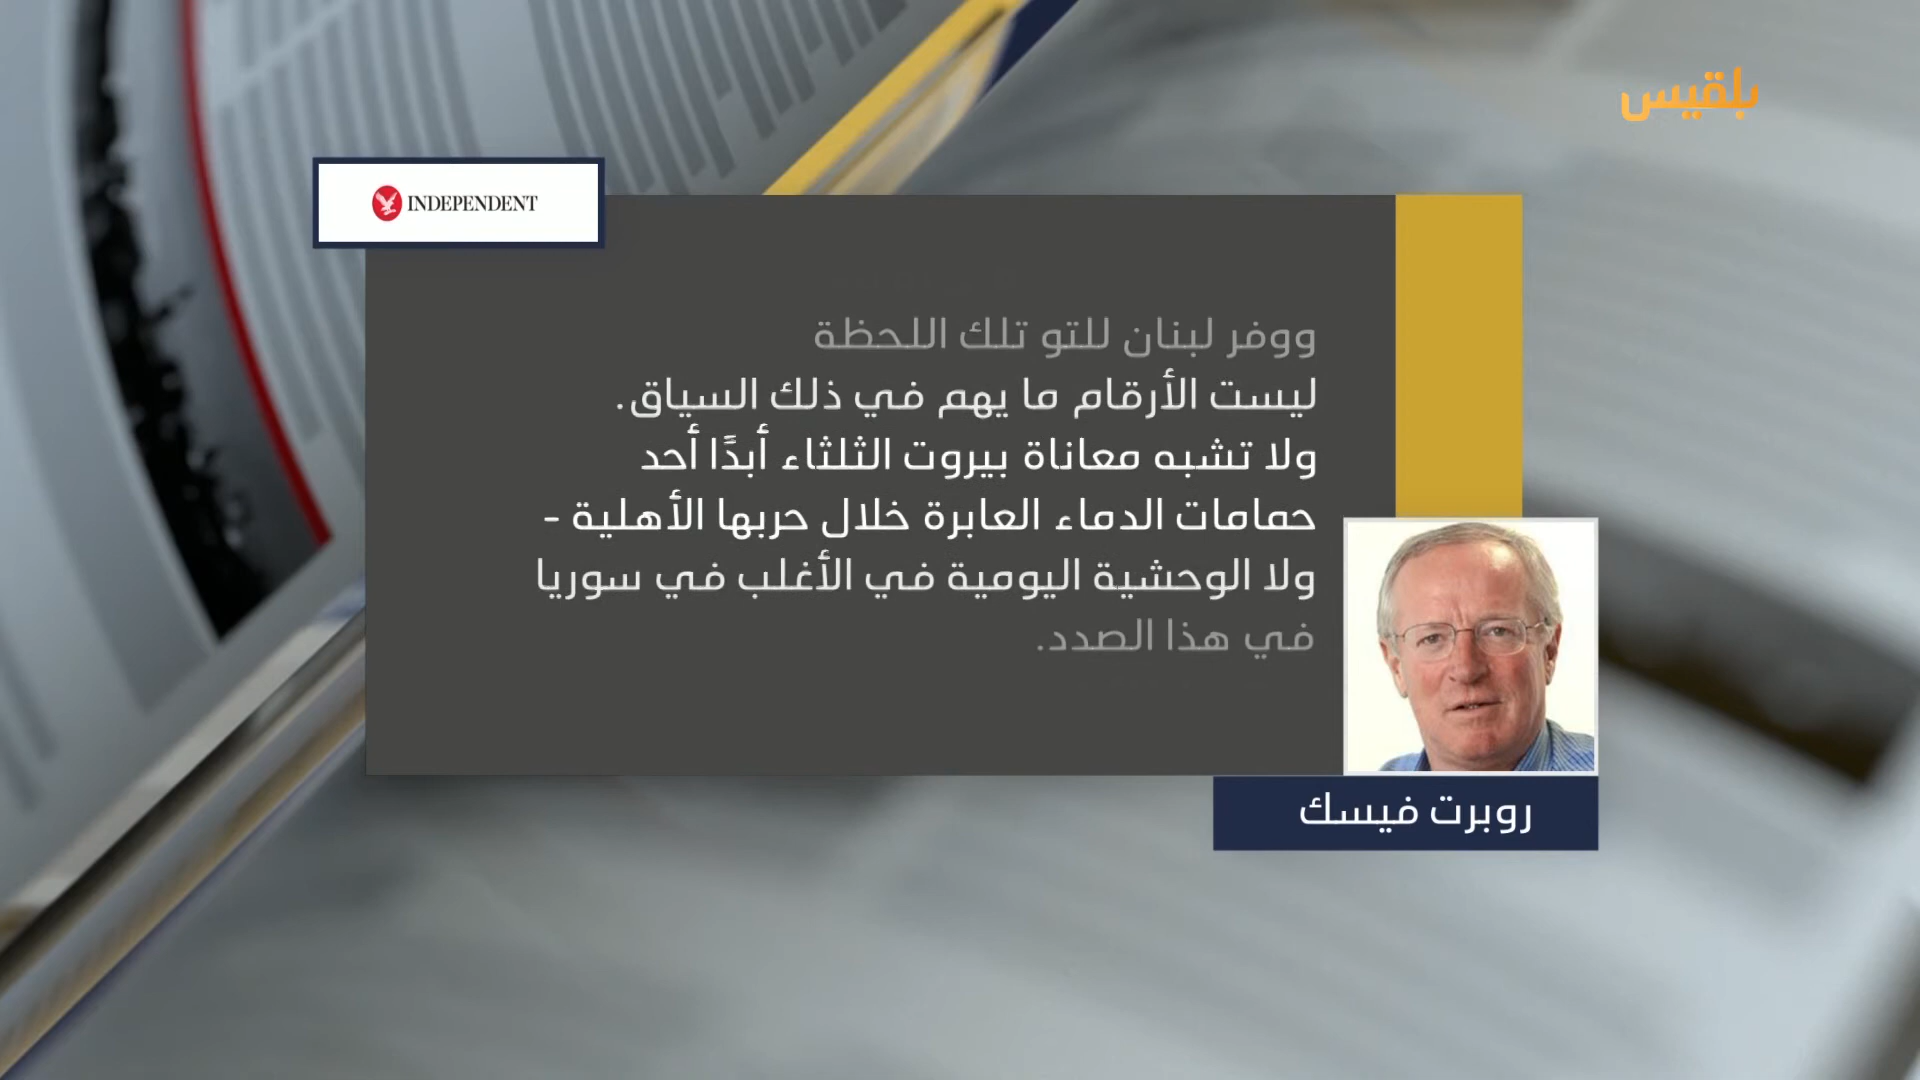 بلقيس
INDEPENDENT
ووفر لبنان للتو تلك اللحظة
ليست الأرقام ما يهم في ذلك السياق.
ولا تشبه معاناة بيروت الثلثاء أبدًا أحد
حمامات الدماء العابرة خلال حربها الأهلية -
ولا الوحشية اليومية في الأغلب في سوريا
في هذا الصدد.
روبرت فيسك